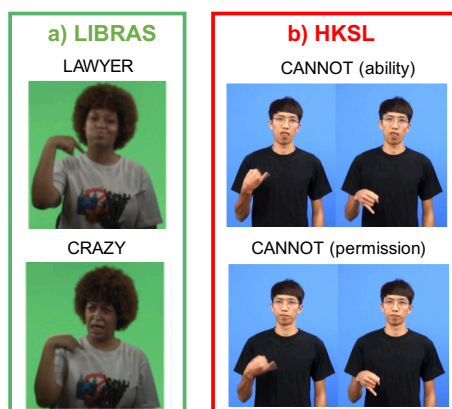 a) LIBRAS
LAWYER
CRAZY
b) HKSL
CANNOT (ability)
CANNOT (permission)